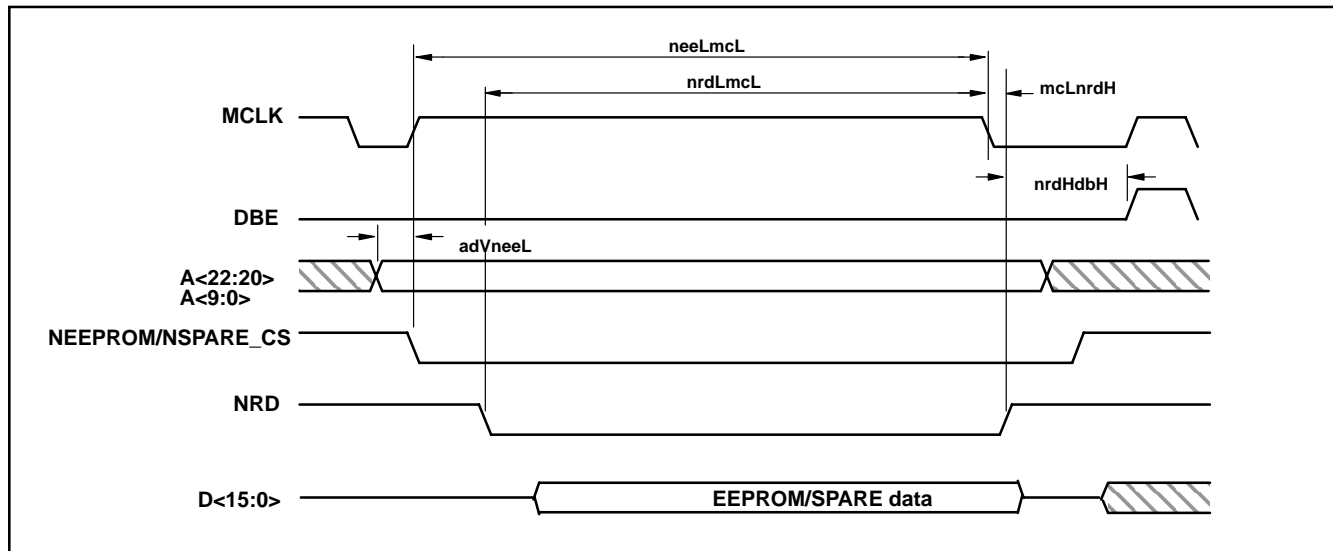 neeLmcL
nrdLmcL
mcLnrdH
MCLK
nrdHdbH
DBE
adVneeL
A<22:20>
A<9:0>
NEEPROM/NSPARE_CS
NRD
D<15:0>
EEPROM/SPARE data